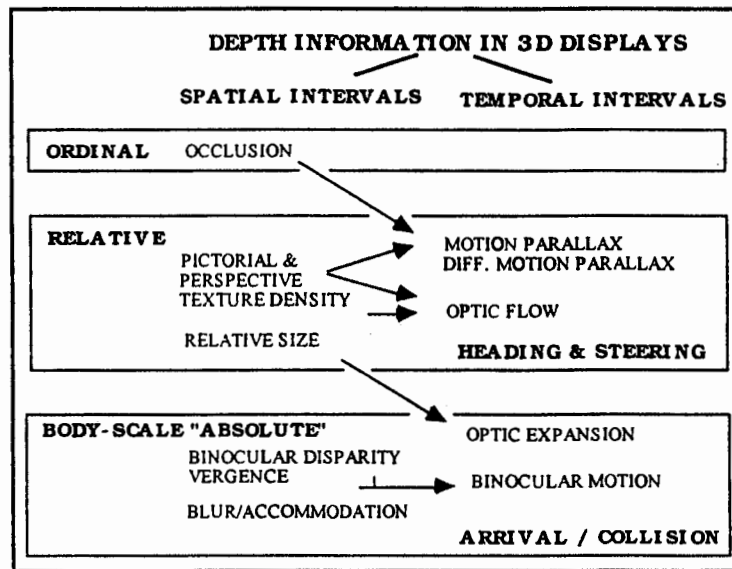 DEPTH INFORMATION IN 3D DISPLAYS
SPATIAL INTERVALS TEMPORAL INTERVALS
ORDINAL OCCLUSION
RELATIVE
PICTORIAL &
PERSPECTIVE
TEXTURE DENSITY
RELATIVE SIZE
MOTION PARALLAX
DIFF. MOTION PARALLAX
OPTIC FLOW
HEADING & STEERING
BODY-SCALE "ABSOLUTE"
BINOCULAR DISPARITY
VERGENCE
BLUR/ACCOMMODATION
OPTIC EXPANSION
BINOCULAR MOTION
ARRIVAL / COLLISION